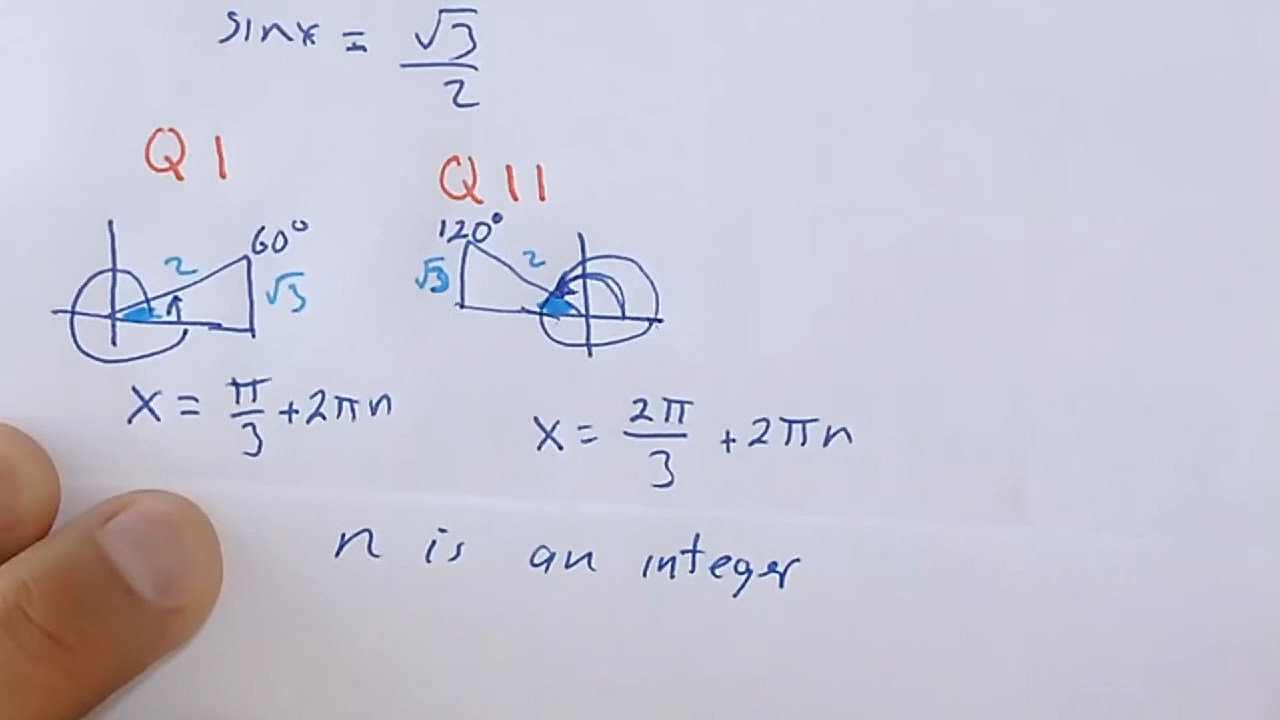 sinx = √3/2
Q I
Q II
60°
2
√3
120°
2
√3
x = π/3 + 2πn
x = 2π/3 + 2πn
n is an integer